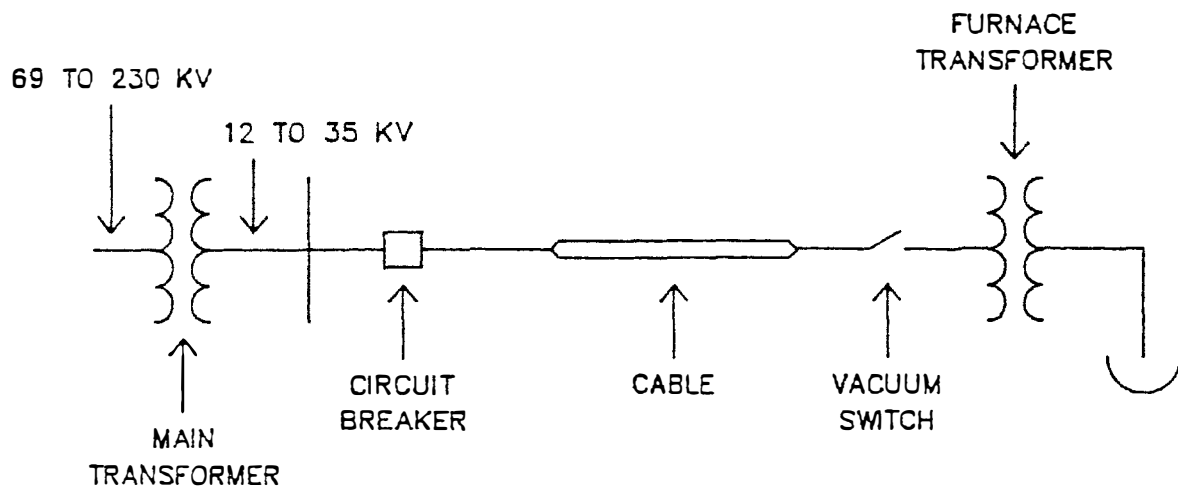 FURNACE
TRANSFORMER
69 TO 230 KV
12 TO 35 KV
CIRCUIT
BREAKER
CABLE
VACUUM
SWITCH
MAIN
TRANSFORMER